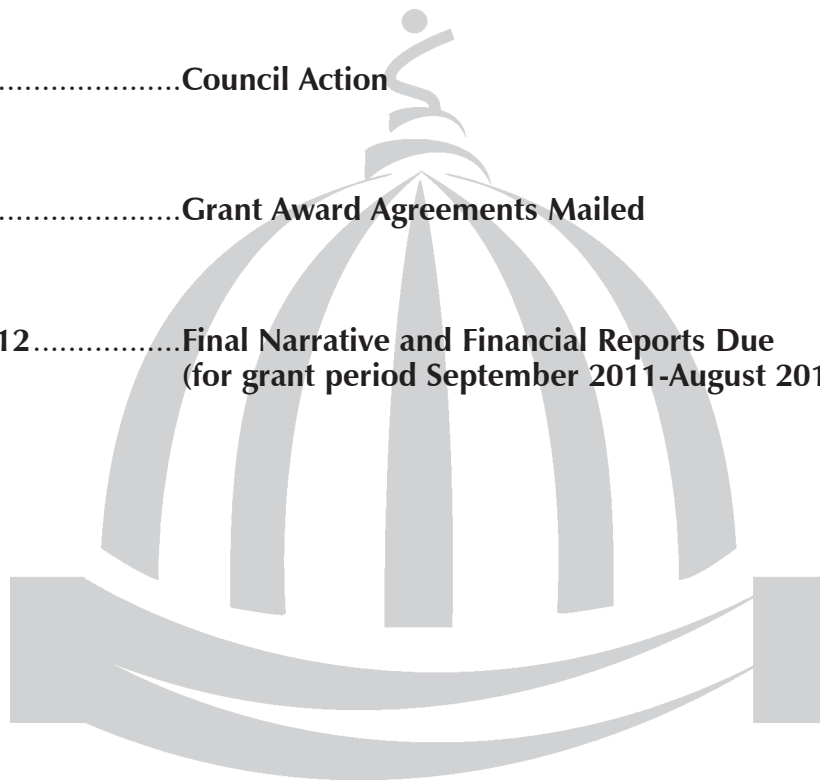 .....................Council Action
.....................Grant Award Agreements Mailed
12.................Final Narrative and Financial Reports Due
(for grant period September 2011-August 201